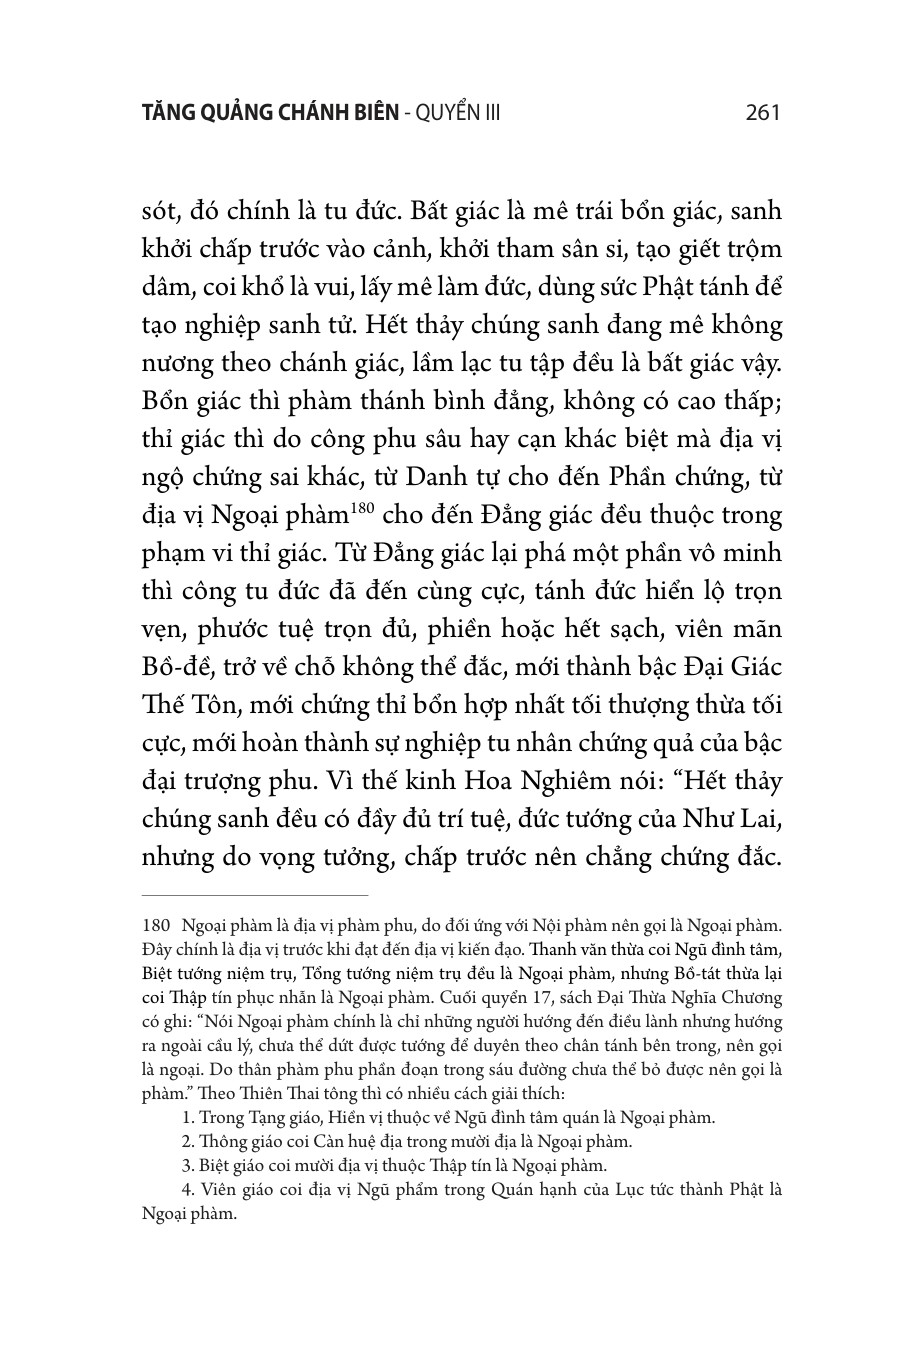 TĂNG QUẢNG CHÁNH BIÊN - QUYỂN III 261
sót, đó chính là tu đức. Bất giác là mê trái bổn giác, sanh
khởi chấp trước vào cảnh, khởi tham sân si, tạo giết trộm
dâm, coi khổ là vui, lấy mê làm đức, dùng sức Phật tánh để
tạo nghiệp sanh tử. Hết thảy chúng sanh đang mê không
nương theo chánh giác, lầm lạc tu tập đều là bất giác vậy.
Bổn giác thì phàm thánh bình đẳng, không có cao thấp;
thỉ giác thì do công phu sâu hay cạn khác biệt mà địa vị
ngộ chứng sai khác, từ Danh tự cho đến Phần chứng, từ
địa vị Ngoại phàm180 cho đến Đẳng giác đều thuộc trong
phạm vi thỉ giác. Từ Đẳng giác lại phá một phần vô minh
thì công tu đức đã đến cùng cực, tánh đức hiển lộ trọn
vẹn, phước tuệ trọn đủ, phiền hoặc hết sạch, viên mãn
Bồ-đề, trở về chỗ không thể đắc, mới thành bậc Đại Giác
Thế Tôn, mới chứng thỉ bổn hợp nhất tối thượng thừa tối
cực, mới hoàn thành sự nghiệp tu nhân chứng quả của bậc
đại trượng phu. Vì thế kinh Hoa Nghiêm nói: “Hết thảy
chúng sanh đều có đầy đủ trí tuệ, đức tướng của Như Lai,
nhưng do vọng tưởng, chấp trước nên chẳng chứng đắc.
180 Ngoại phàm là địa vị phàm phu, do đối ứng với Nội phàm nên gọi là Ngoại phàm.
Đây chính là địa vị trước khi đạt đến địa vị kiến đạo. Thanh văn thừa coi Ngũ đình tâm,
Biệt tướng niệm trụ, Tổng tướng niệm trụ đều là Ngoại phàm, nhưng Bồ-tát thừa lại
coi Thập tín phục nhẫn là Ngoại phàm. Cuối quyển 17, sách Đại Thừa Nghĩa Chương
có ghi: “Nói Ngoại phàm chính là chỉ những người hướng đến điều lành nhưng hướng
ra ngoài cầu lý, chưa thể dứt được tướng để duyên theo chân tánh bên trong, nên gọi
là ngoại. Do thân phàm phu phần đoạn trong sáu đường chưa thể bỏ được nên gọi là
phàm.” Theo Thiên Thai tông thì có nhiều cách giải thích:
1. Trong Tạng giáo, Hiền vị thuộc về Ngũ đình tâm quán là Ngoại phàm.
2. Thông giáo coi Càn huệ địa trong mười địa là Ngoại phàm.
3. Biệt giáo coi mười địa vị thuộc Thập tín là Ngoại phàm.
4. Viên giáo coi địa vị Ngũ phẩm trong Quán hạnh của Lục tức thành Phật là
Ngoại phàm.